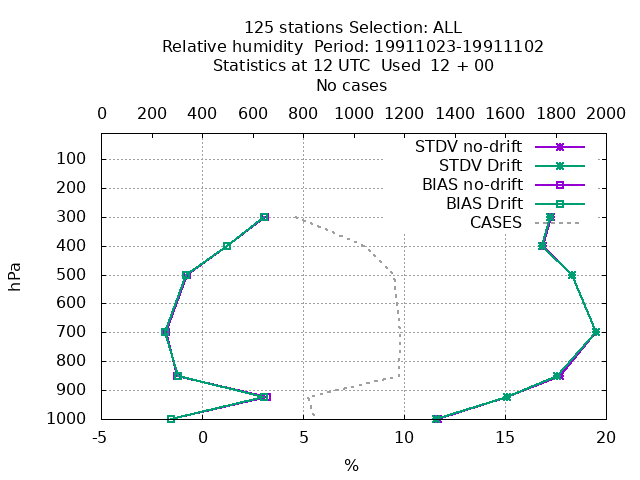 125 stations Selection: ALL
Relative humidity  Period: 19911023-19911102
Statistics at 12 UTC  Used  12 + 00
No cases
0 200 400 600 800 1000 1200 1400 1600 1800 2000
STDV no-drift
STDV Drift
BIAS no-drift
BIAS Drift
CASES
100
200
300
400
500
600
700
800
900
1000
hPa
-5 0 5 10 15 20
%